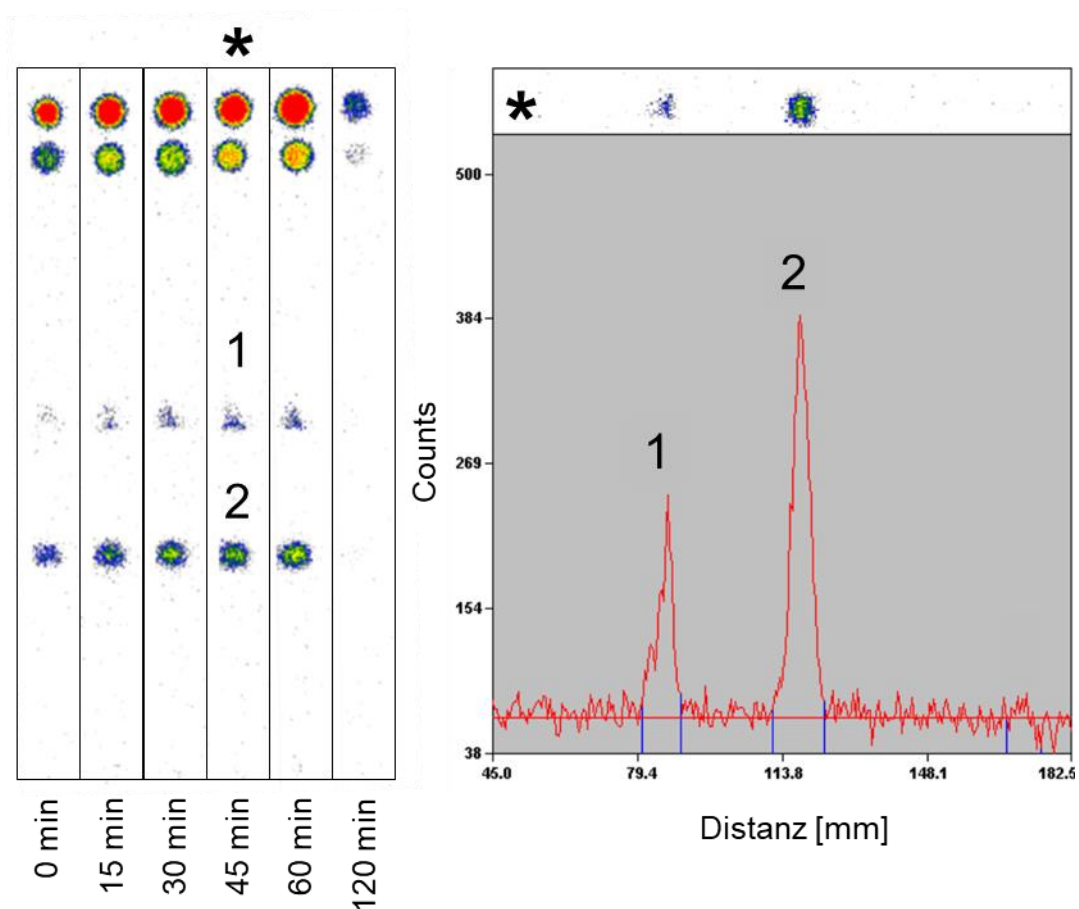 *
1
2
0 min
15 min
30 min
45 min
60 min
120 min
*
500
384
269
154
38
Counts
1
2
45.0
79.4
113.8
148.1
182.5
Distanz [mm]